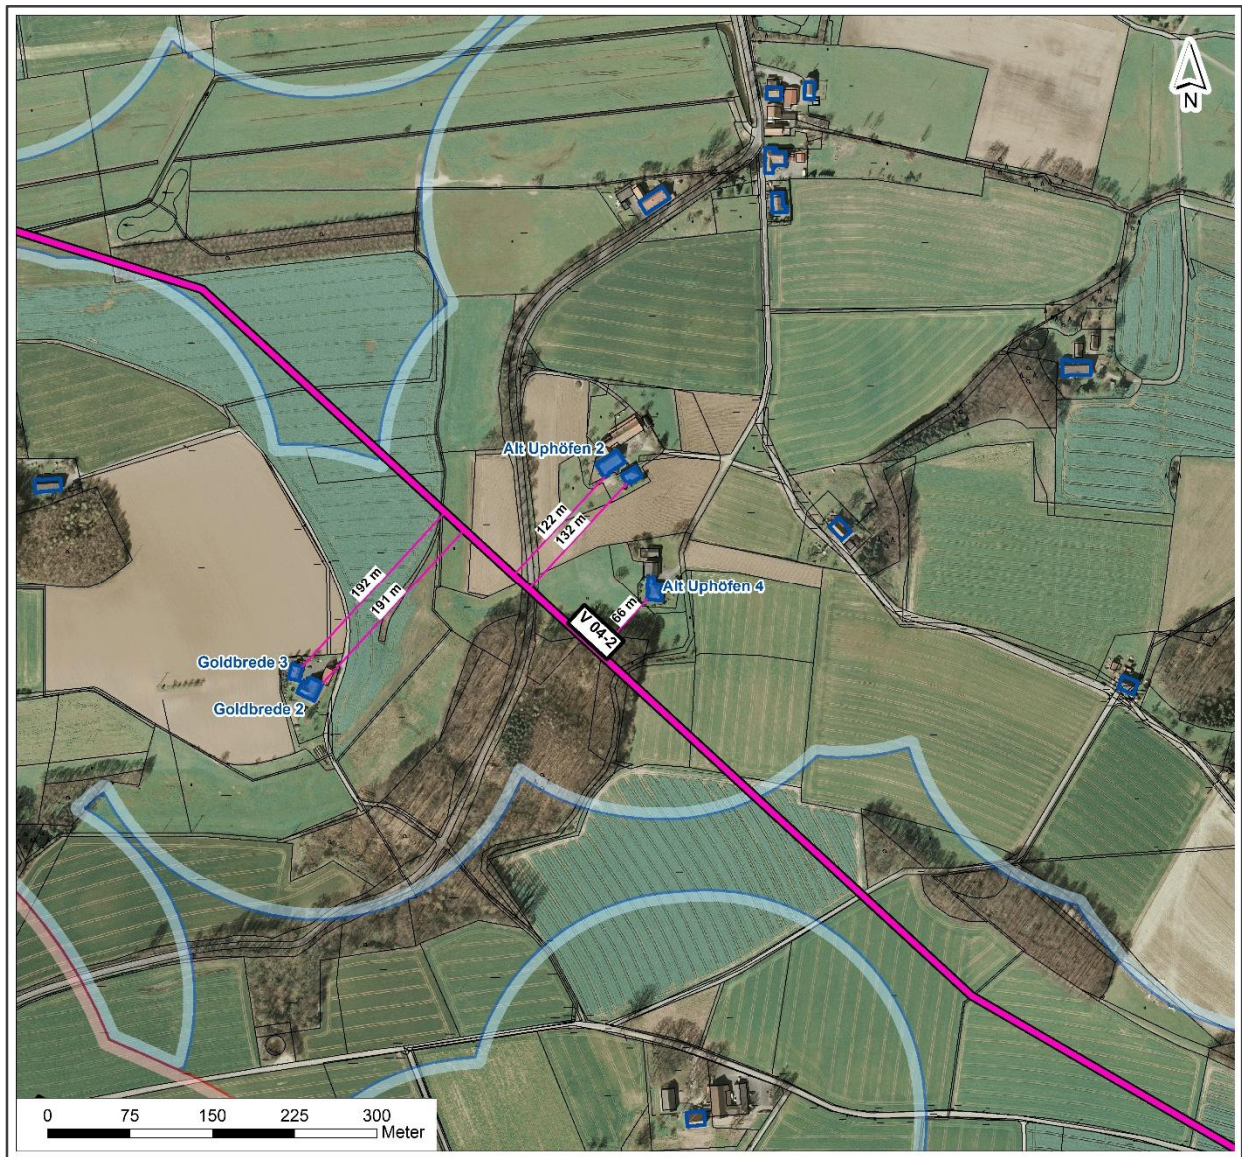 N
Alt Uphöfen 2
122 m
132 m
Alt Uphöfen 4
192 m
191 m
66 m
V 04-2
Goldbrede 3
Goldbrede 2
0 75 150 225 300
Meter